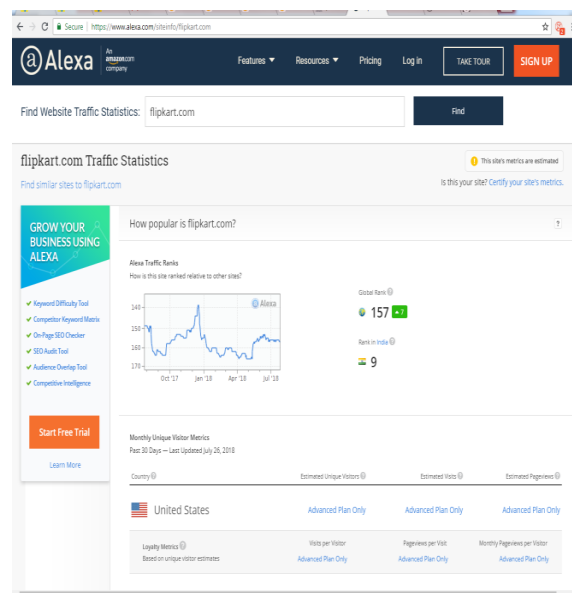 Secure | https://www.alexa.com/siteinfo/flipkart.com
Alexa An amazon.com company Features Resources Pricing Log in TAKE TOUR SIGN UP
Find Website Traffic Statistics: flipkart.com Find
flipkart.com Traffic Statistics
This site's metrics are estimated
Find similar sites to flipkart.com
Is this your site? Certify your site's metrics.
GROW YOUR
BUSINESS USING
ALEXA
Keyword Difficulty Tool
Competitor Keyword Matrix
On-Page SEO Checker
SEO Audit Tool
Audience Overlap Tool
Competitive Intelligence
Start Free Trial
Learn More
How popular is flipkart.com? ?
Alexa Traffic Ranks
How is this site ranked relative to other sites?
Alexa
140
150
160
170
Oct '17 Jan '18 Apr '18 Jul '18
Global Rank
157 7
Rank in India
9
Monthly Unique Visitor Metrics
Past 30 Days — Last Updated July 26, 2018
Country Estimated Unique Visitors Estimated Visits Estimated Pageviews
United States Advanced Plan Only Advanced Plan Only Advanced Plan Only
Loyalty Metrics Visits per Visitor Pageviews per Visit Monthly Pageviews per Visitor
Based on unique visitor estimates Advanced Plan Only Advanced Plan Only Advanced Plan Only